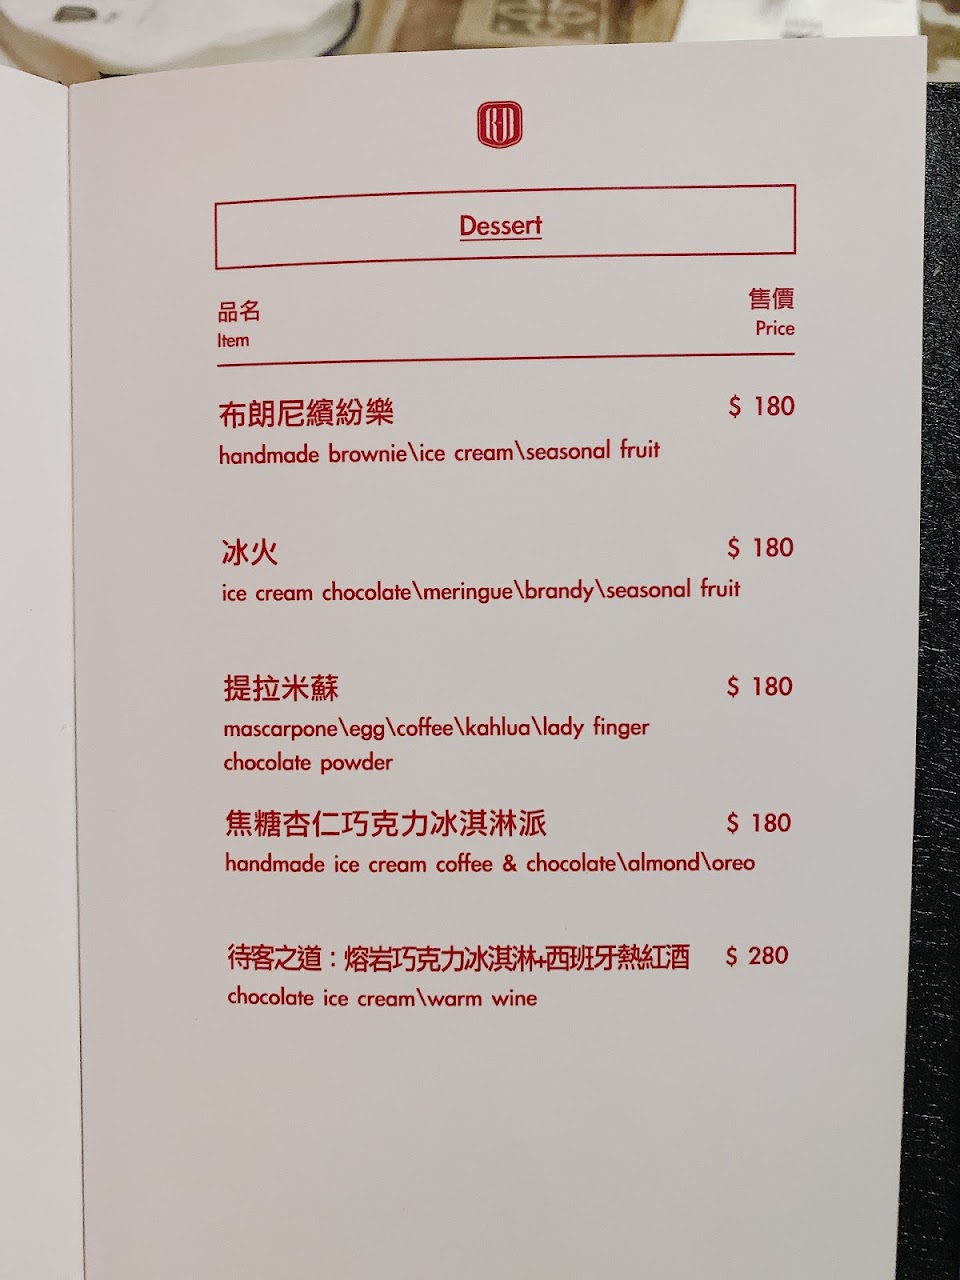 Dessert
品名 售價
Item Price
布朗尼繽紛樂 $ 180
handmade brownie\ice cream\seasonal fruit
冰火 $ 180
ice cream chocolate\meringue\brandy\seasonal fruit
提拉米蘇 $ 180
mascarpone\egg\coffee\kahlua\lady finger
chocolate powder
焦糖杏仁巧克力冰淇淋派 $ 180
handmade ice cream coffee & chocolate\almond\oreo
待客之道：熔岩巧克力冰淇淋+西班牙熱紅酒 $ 280
chocolate ice cream\warm wine